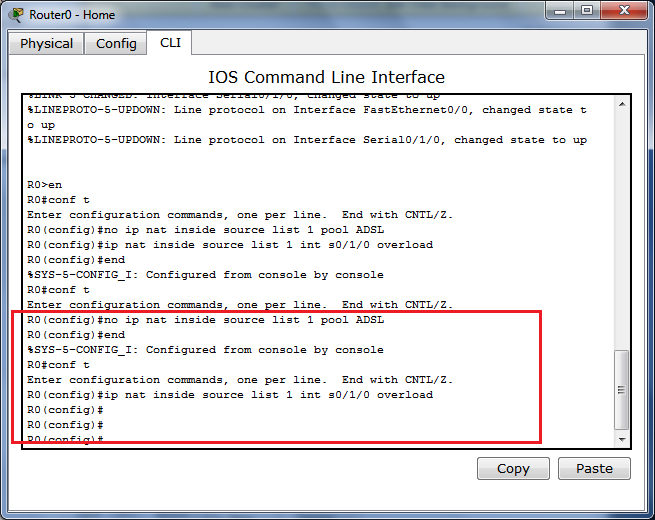 Router0 - Home
Physical
Config
CLI
IOS Command Line Interface
%LINK-5-CHANGED: Interface Serial0/1/0, changed state to up
%LINEPROTO-5-UPDOWN: Line protocol on Interface FastEthernet0/0, changed state t
o up
%LINEPROTO-5-UPDOWN: Line protocol on Interface Serial0/1/0, changed state to up
R0>en
R0#conf t
Enter configuration commands, one per line.  End with CNTL/Z.
R0(config)#no ip nat inside source list 1 pool ADSL
R0(config)#ip nat inside source list 1 int s0/1/0 overload
R0(config)#end
%SYS-5-CONFIG_I: Configured from console by console
R0#conf t
Enter configuration commands, one per line.  End with CNTL/Z.
R0(config)#no ip nat inside source list 1 pool ADSL
R0(config)#end
%SYS-5-CONFIG_I: Configured from console by console
R0#conf t
Enter configuration commands, one per line.  End with CNTL/Z.
R0(config)#ip nat inside source list 1 int s0/1/0 overload
R0(config)#
R0(config)#
R0(config)#
Copy
Paste